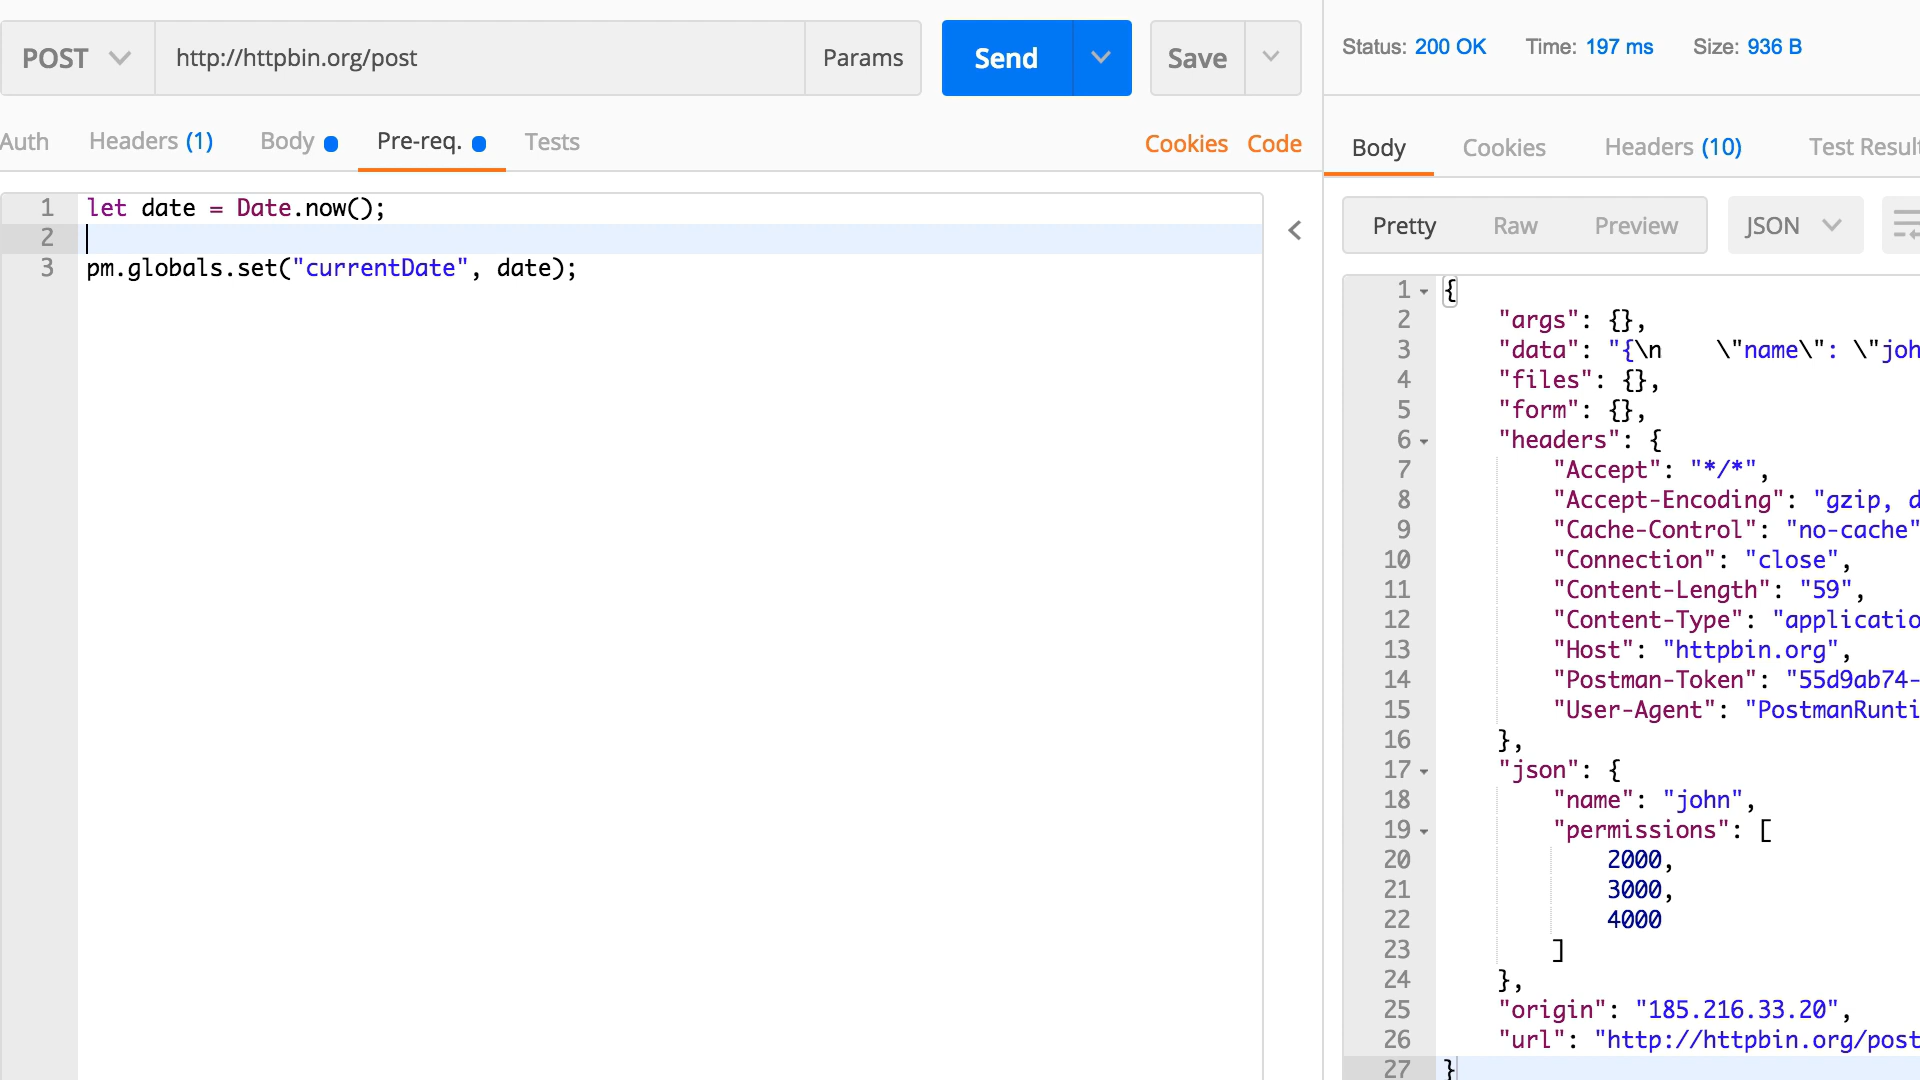 POST http://httpbin.org/post Params Send Save
Auth Headers (1) Body Pre-req. Tests Cookies Code
1 let date = Date.now();
2
3 pm.globals.set("currentDate", date);
Status: 200 OK Time: 197 ms Size: 936 B
Body Cookies Headers (10) Test Result
Pretty Raw Preview JSON
1 {
2 "args": {},
3 "data": "{\n    \"name\": \"joh
4 "files": {},
5 "form": {},
6 "headers": {
7 "Accept": "*/*",
8 "Accept-Encoding": "gzip, d
9 "Cache-Control": "no-cache"
10 "Connection": "close",
11 "Content-Length": "59",
12 "Content-Type": "applicatio
13 "Host": "httpbin.org",
14 "Postman-Token": "55d9ab74-
15 "User-Agent": "PostmanRunti
16 },
17 "json": {
18 "name": "john",
19 "permissions": [
20 2000,
21 3000,
22 4000
23 ]
24 },
25 "origin": "185.216.33.20",
26 "url": "http://httpbin.org/post
27 }